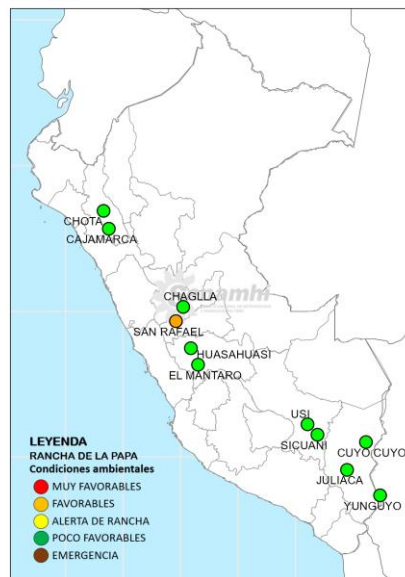 CHOTA
CAJAMARCA
Senamhi
CHAGLLA
SAN RAFAEL
HUASAHUASI
EL MANTARO
USI
SICUANI
CUYO CUYO
JULIACA
YUNGUYO
LEYENDA
RANCHA DE LA PAPA
Condiciones ambientales
MUY FAVORABLES
FAVORABLES
ALERTA DE RANCHA
POCO FAVORABLES
EMERGENCIA